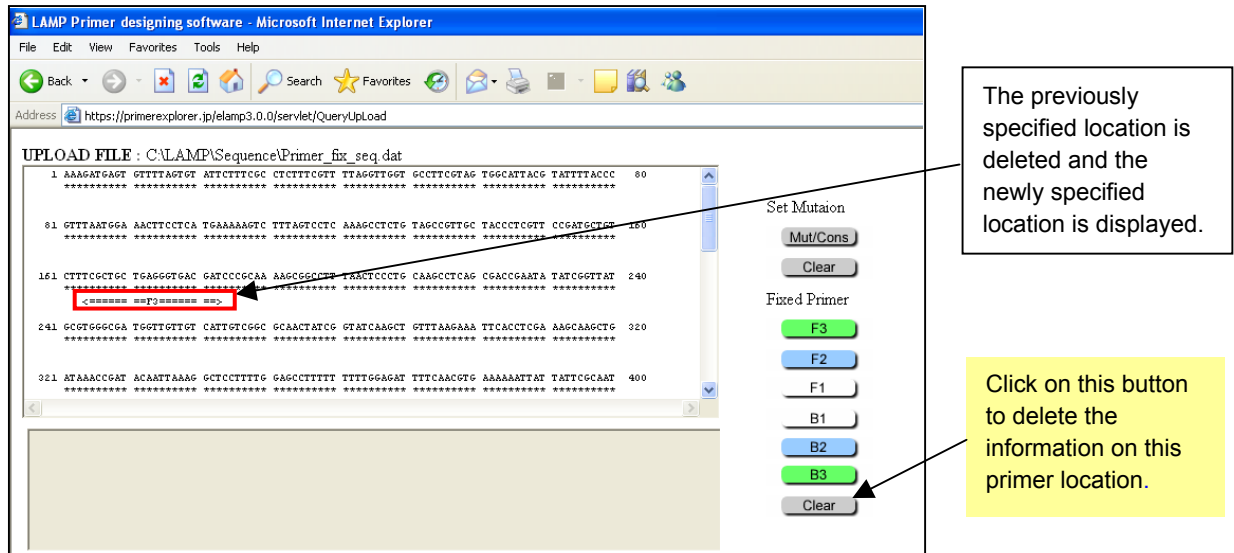 LAMP Primer designing software - Microsoft Internet Explorer
File Edit View Favorites Tools Help
Back Search Favorites
Address https://primerexplorer.jp/elamp3.0.0/servlet/QueryUpLoad
UPLOAD FILE : C:\LAMP\Sequence\Primer_fix_seq.dat
1 AAAGATGAGT GTTTTAGTGT ATTCTTTCGC CTCTTTCGTT TTAGGTTGGT GCCTTCGTAG TGGCATTACG TATTTTACCC 80
********** ********** ********** ********** ********** ********** ********** **********
81 GTTTAATGGA AACTTCCTCA TGAAAAAGTC TTTAGTCCTC AAAGCCTCTG TAGCCGTTGC TACCCTCGTT CCGATGCTGT 160
********** ********** ********** ********** ********** ********** ********** **********
161 CTTTCGCTGC TGAGGGTGAC GATCCCGCAA AAGCGGCCTT TAACTCCCTG CAAGCCTCAG CGACCGAATA TATCGGTTAT 240
********** ********** ********** ********** ********** ********** ********** **********
<====== ==F3====== ==>
241 GCGTGGGCGA TGGTTGTTGT CATTGTCGGC GCAACTATCG GTATCAAGCT GTTTAAGAAA TTCACCTCGA AAGCAAGCTG 320
********** ********** ********** ********** ********** ********** ********** **********
321 ATAAACCGAT ACAATTAAAG GCTCCTTTTG GAGCCTTTTT TTTTGGAGAT TTTCAACGTG AAAAAATTAT TATTCGCAAT 400
********** ********** ********** ********** ********** ********** ********** **********
Set Mutaion
Mut/Cons
Clear
Fixed Primer
F3
F2
F1
B1
B2
B3
Clear
The previously
specified location is
deleted and the
newly specified
location is displayed.
Click on this button
to delete the
information on this
primer location.